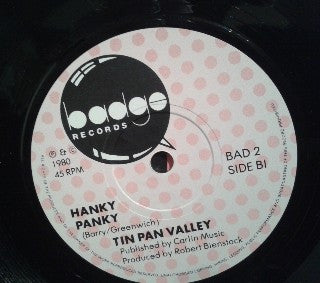 badge
RECORDS
℗ & ©
1980
45 RPM
BAD 2
SIDE B1
HANKY
PANKY
(Barry/Greenwich)
TIN PAN VALLEY
Published by Carlin Music
Produced by Robert Bienstock